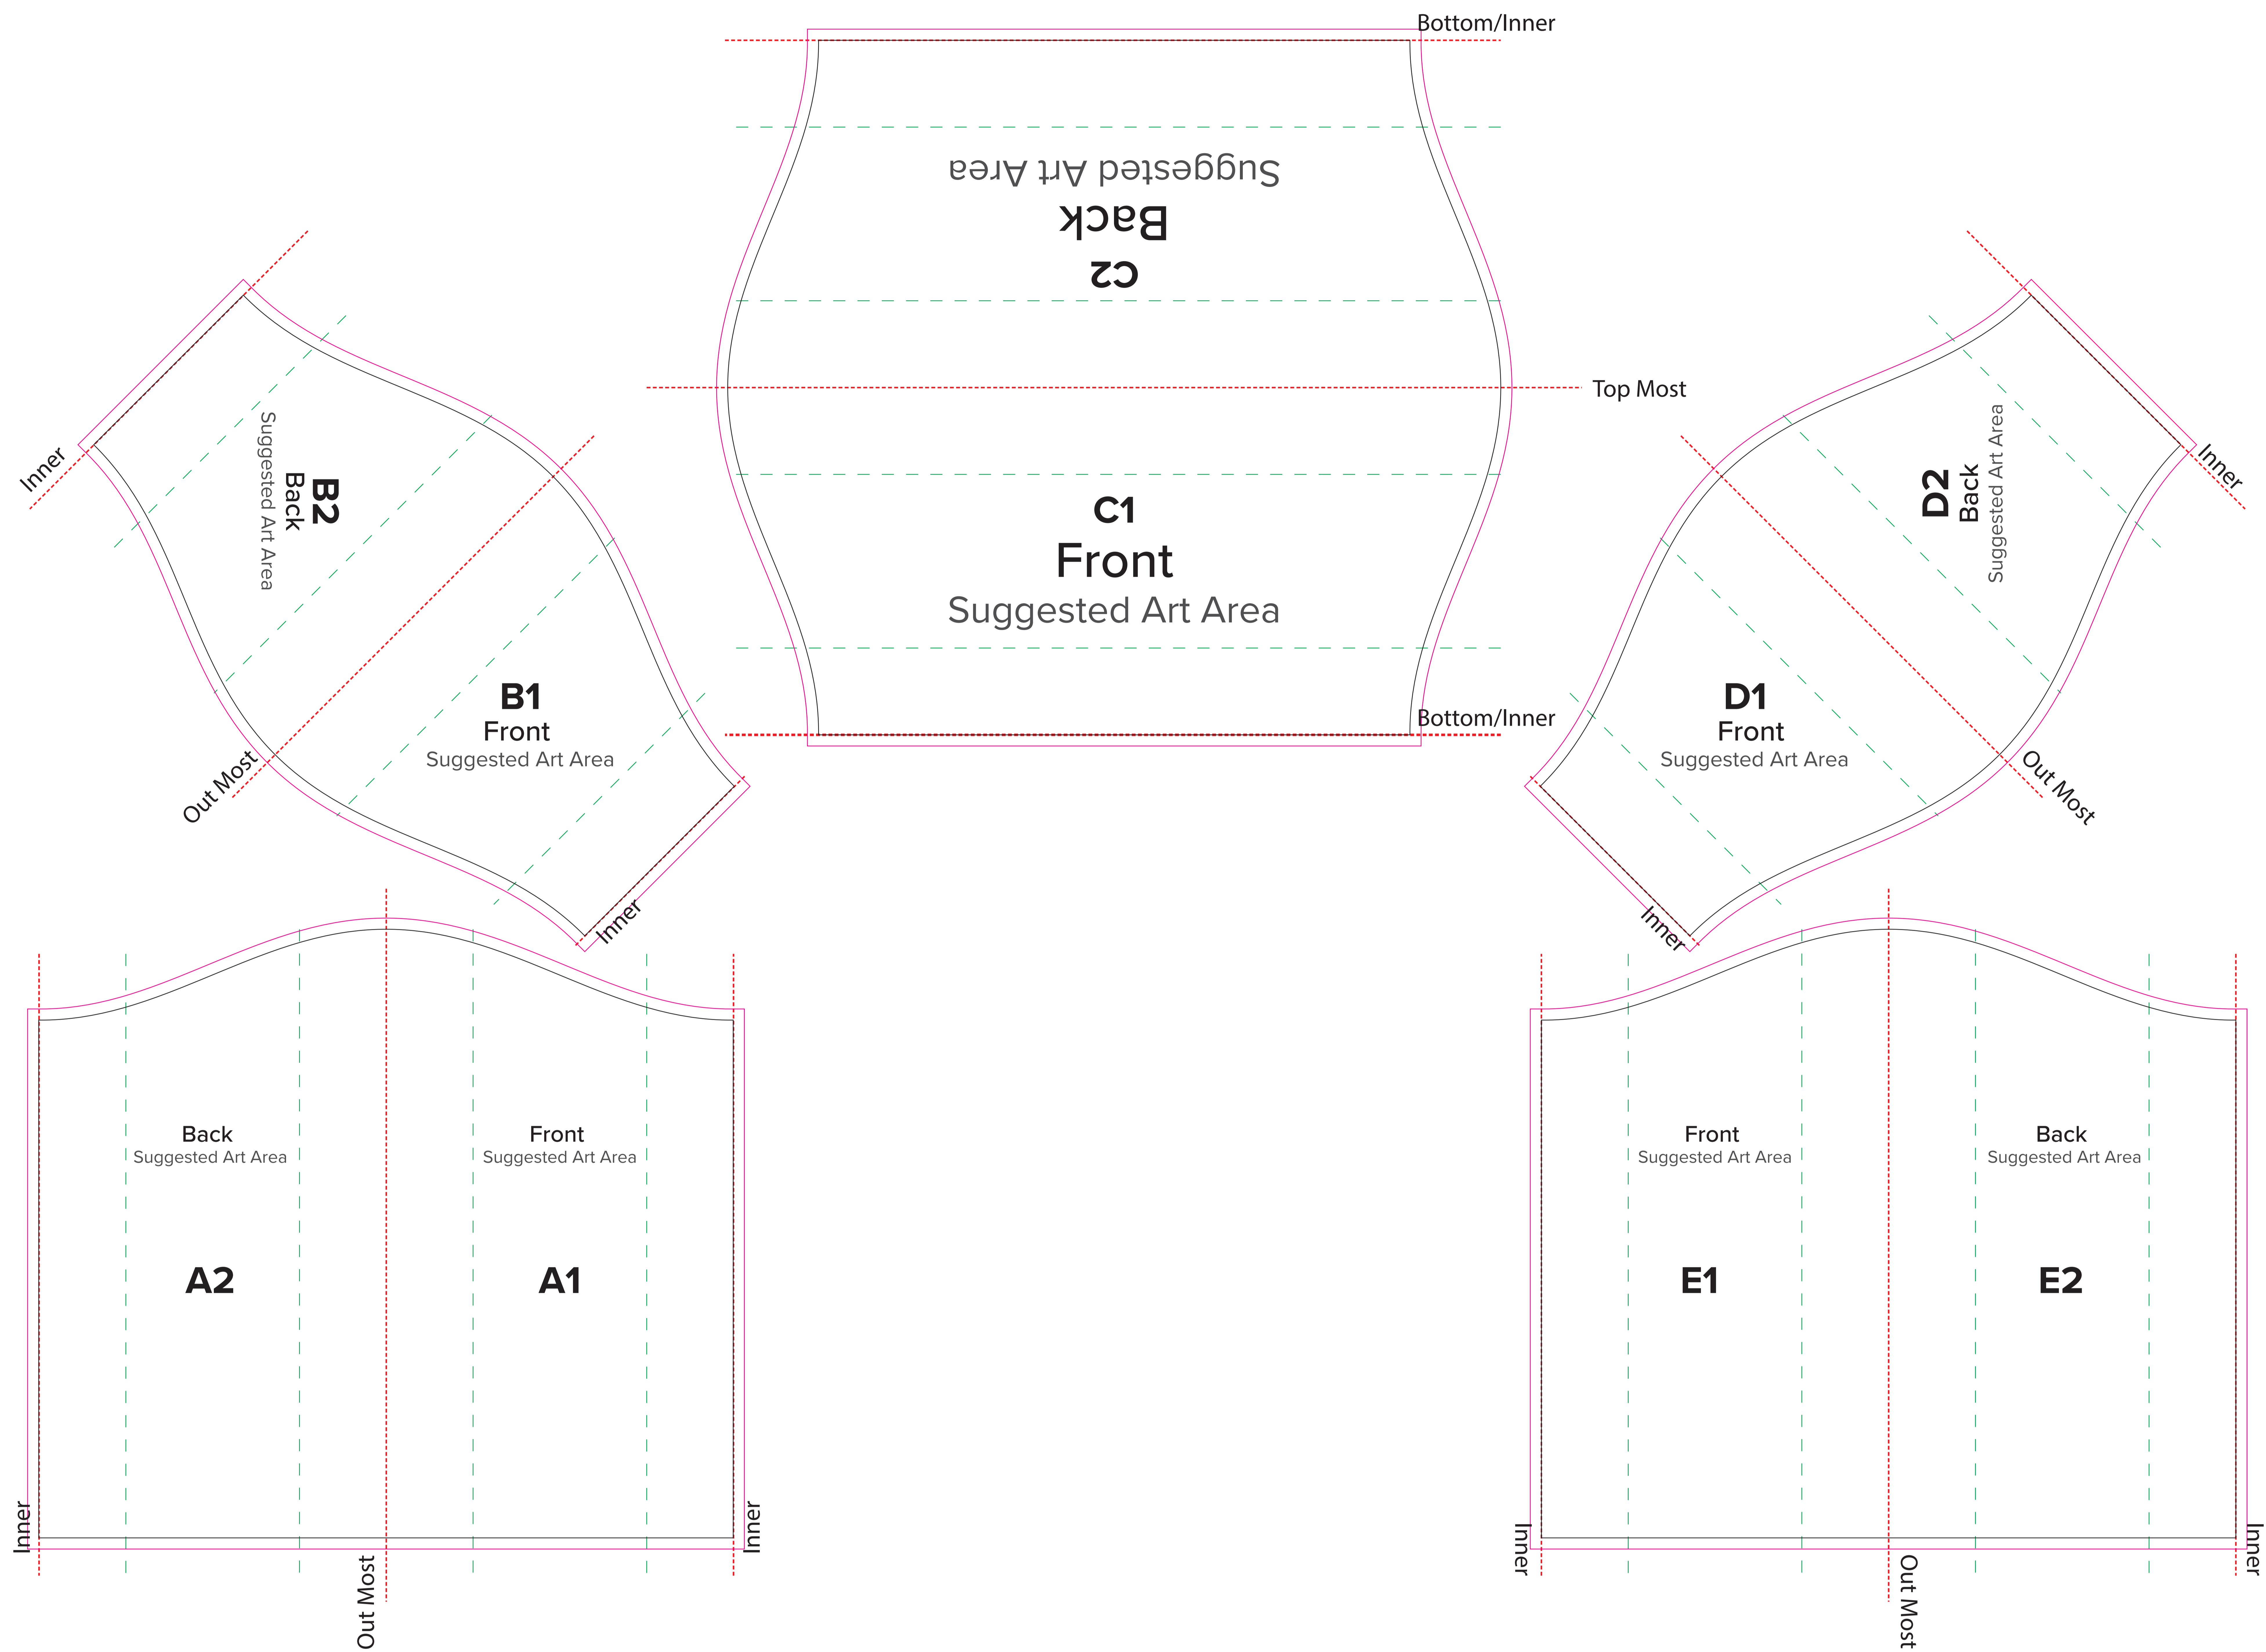 Bottom/Inner
Suggested Art Area
Back
C2
Top Most
C1
Front
Suggested Art Area
Bottom/Inner
Inner
B2
Back
Suggested Art Area
B1
Front
Suggested Art Area
Out Most
Inner
D2
Back
Suggested Art Area
Inner
D1
Front
Suggested Art Area
Out Most
Inner
Back
Suggested Art Area
A2
Front
Suggested Art Area
A1
Inner
Out Most
Inner
Front
Suggested Art Area
E1
Back
Suggested Art Area
E2
Inner
Out Most
Inner